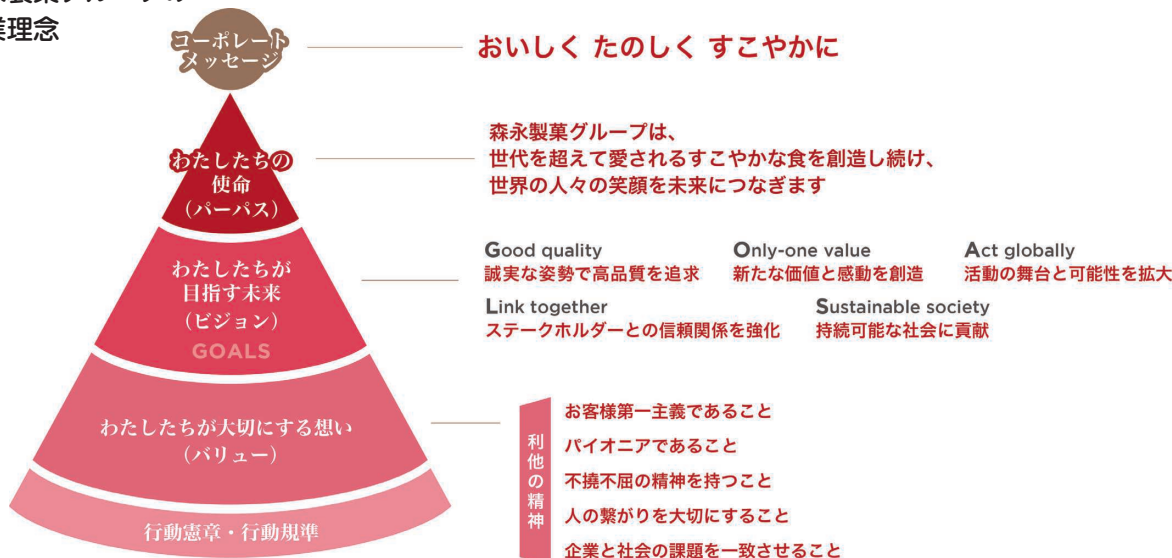 業理念
コーポレート
メッセージ
おいしく たのしく すこやかに
わたしたちの
使命
（パーパス）
森永製菓グループは、
世代を超えて愛されるすこやかな食を創造し続け、
世界の人々の笑顔を未来につなぎます
わたしたちが
目指す未来
（ビジョン）
GOALS
Good quality
誠実な姿勢で高品質を追求
Only-one value
新たな価値と感動を創造
Act globally
活動の舞台と可能性を拡大
Link together
ステークホルダーとの信頼関係を強化
Sustainable society
持続可能な社会に貢献
わたしたちが大切にする想い
（バリュー）
利他の精神
お客様第一主義であること
パイオニアであること
不撓不屈の精神を持つこと
人の繋がりを大切にすること
企業と社会の課題を一致させること
行動憲章・行動規準